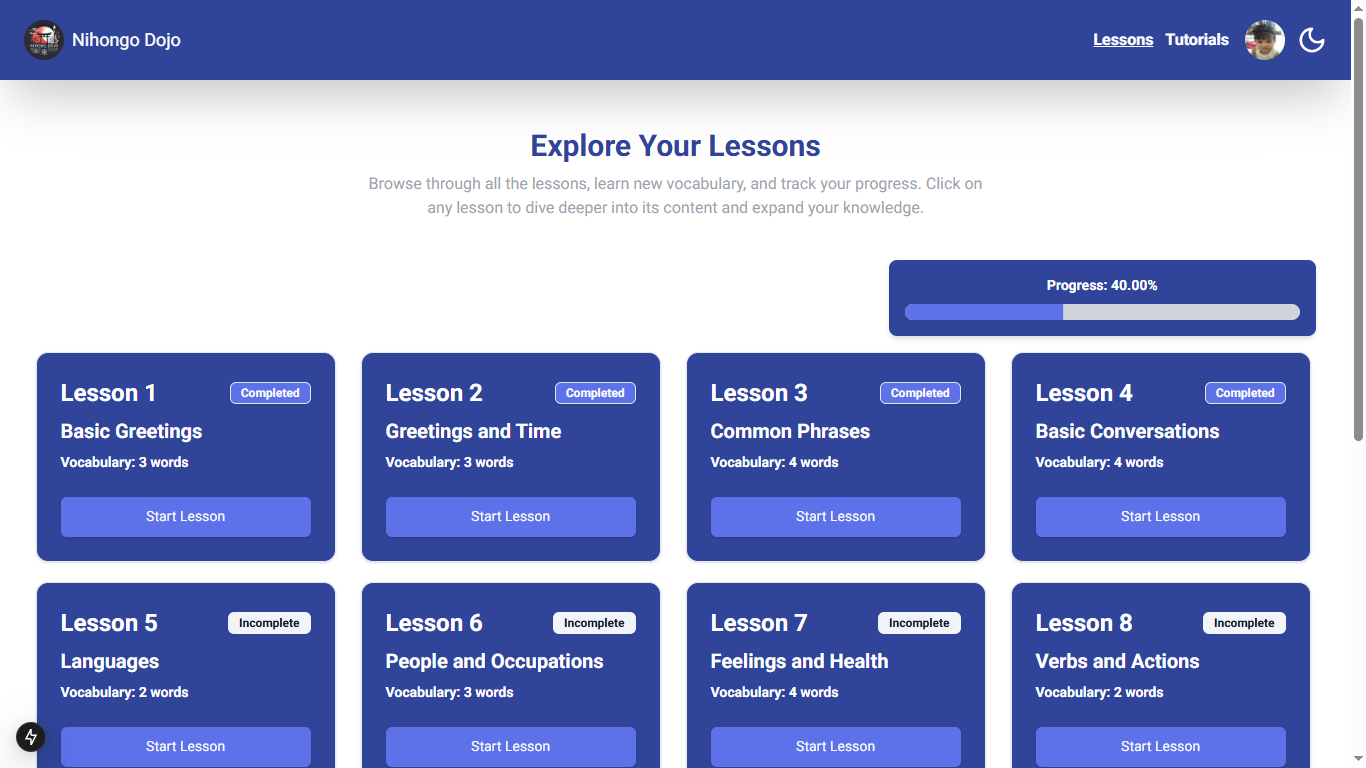 Nihongo Dojo
Lessons Tutorials
Explore Your Lessons
Browse through all the lessons, learn new vocabulary, and track your progress. Click on
any lesson to dive deeper into its content and expand your knowledge.
Progress: 40.00%
Lesson 1 Completed
Basic Greetings
Vocabulary: 3 words
Start Lesson
Lesson 2 Completed
Greetings and Time
Vocabulary: 3 words
Start Lesson
Lesson 3 Completed
Common Phrases
Vocabulary: 4 words
Start Lesson
Lesson 4 Completed
Basic Conversations
Vocabulary: 4 words
Start Lesson
Lesson 5 Incomplete
Languages
Vocabulary: 2 words
Start Lesson
Lesson 6 Incomplete
People and Occupations
Vocabulary: 3 words
Start Lesson
Lesson 7 Incomplete
Feelings and Health
Vocabulary: 4 words
Start Lesson
Lesson 8 Incomplete
Verbs and Actions
Vocabulary: 2 words
Start Lesson